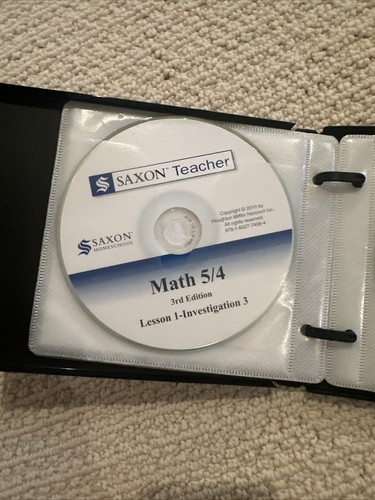 SAXON Teacher
Copyright © 2010 by
Houghton Mifflin Harcourt Inc.
All rights reserved.
SAXON
HOMESCHOOL
Math 5/4
3rd Edition
Lesson 1-Investigation 3